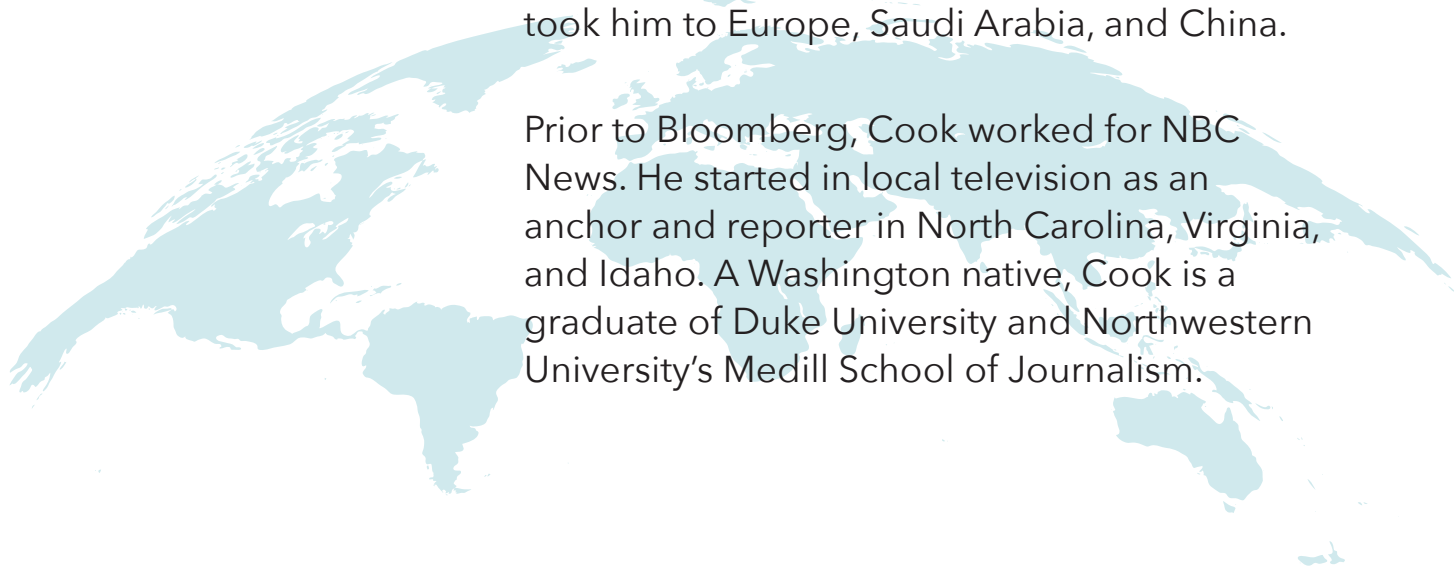 took him to Europe, Saudi Arabia, and China.
Prior to Bloomberg, Cook worked for NBC
News. He started in local television as an
anchor and reporter in North Carolina, Virginia,
and Idaho. A Washington native, Cook is a
graduate of Duke University and Northwestern
University’s Medill School of Journalism.